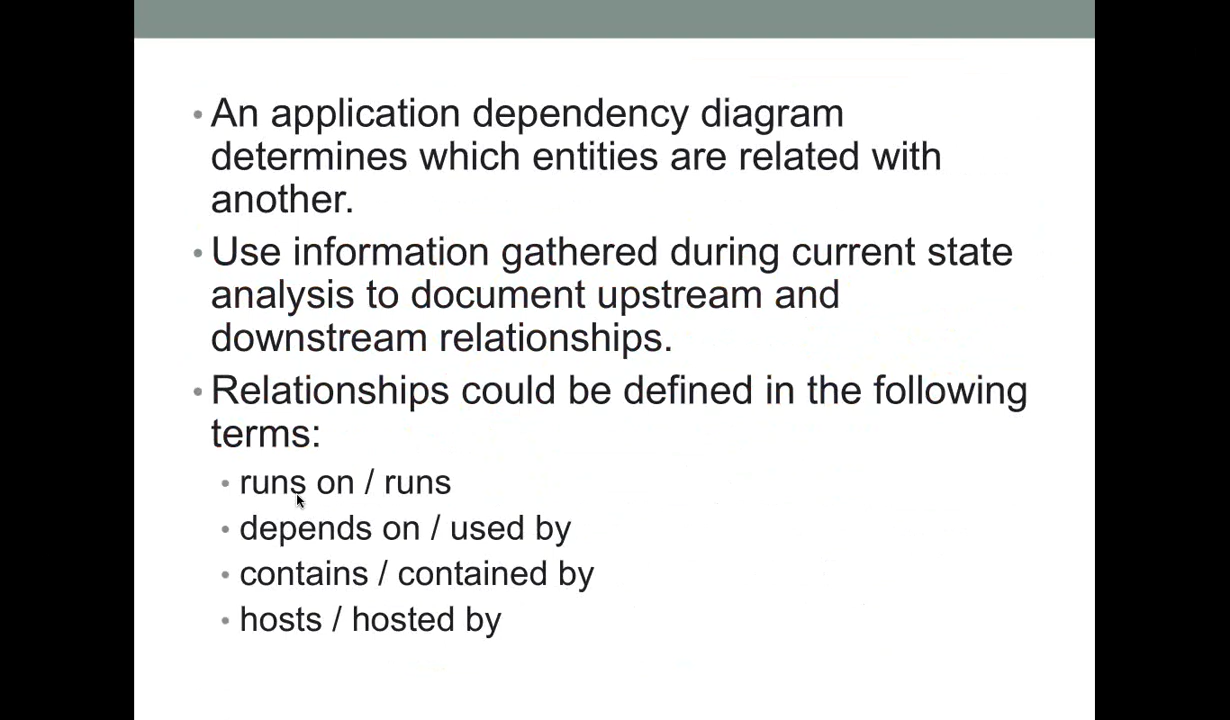 • An application dependency diagram
determines which entities are related with
another.
• Use information gathered during current state
analysis to document upstream and
downstream relationships.
• Relationships could be defined in the following
terms:
• runs on / runs
• depends on / used by
• contains / contained by
• hosts / hosted by